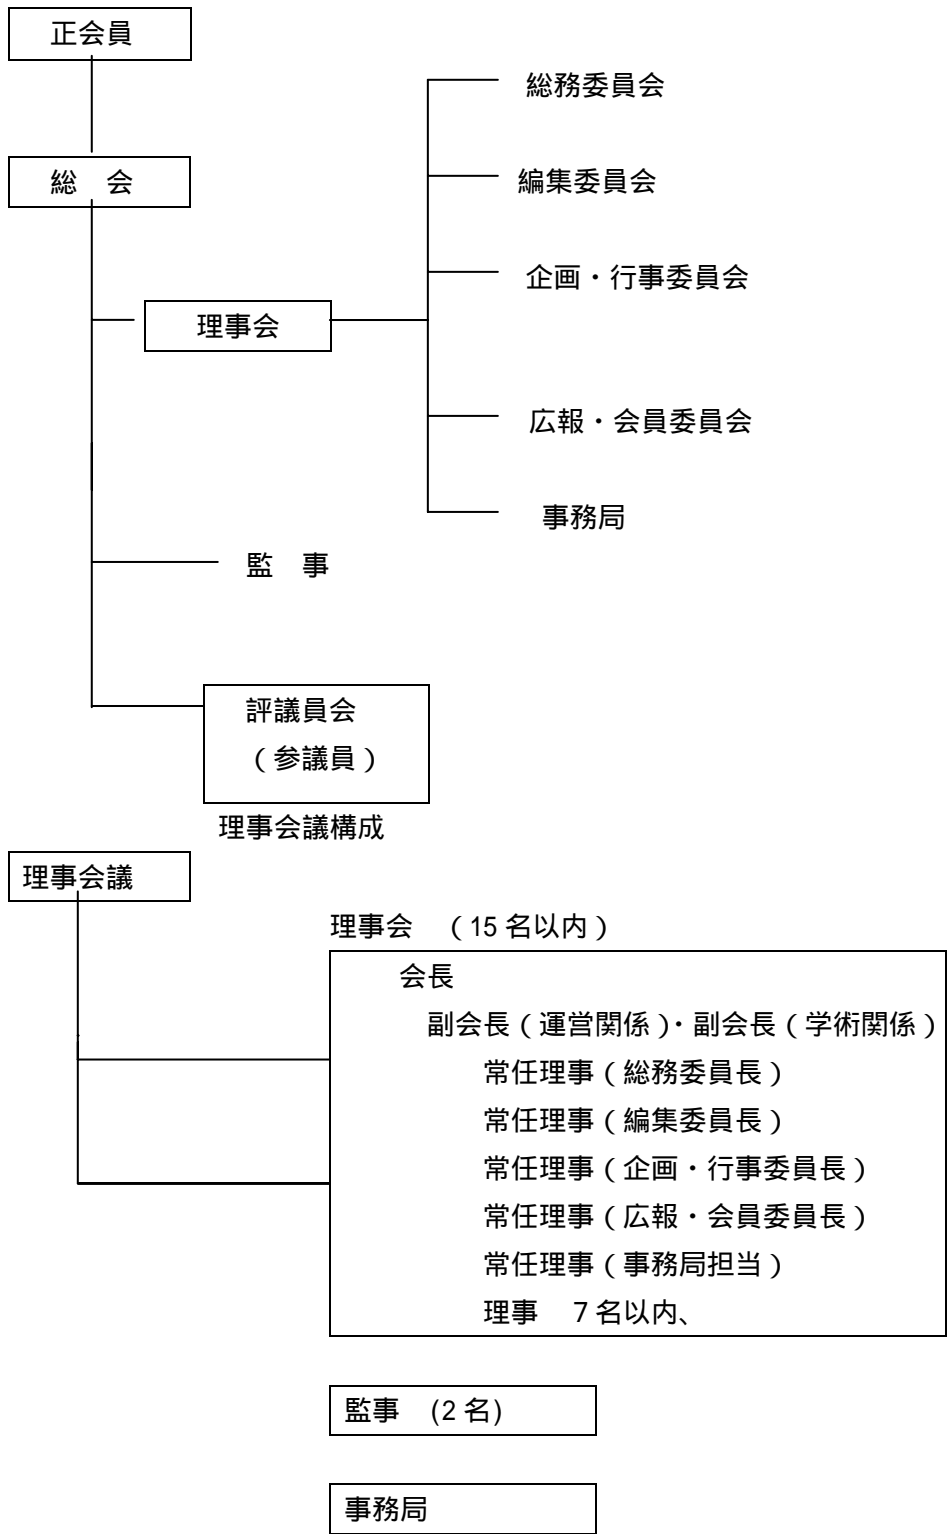 正会員
総務委員会
総　会
編集委員会
企画・行事委員会
理事会
広報・会員委員会
事務局
監　事
評議員会
（参議員）
理事会議構成
理事会議
理事会　（15名以内）
会長
副会長（運営関係）・副会長（学術関係）
常任理事（総務委員長）
常任理事（編集委員長）
常任理事（企画・行事委員長）
常任理事（広報・会員委員長）
常任理事（事務局担当）
理事　7名以内、
監事　(2名)
事務局